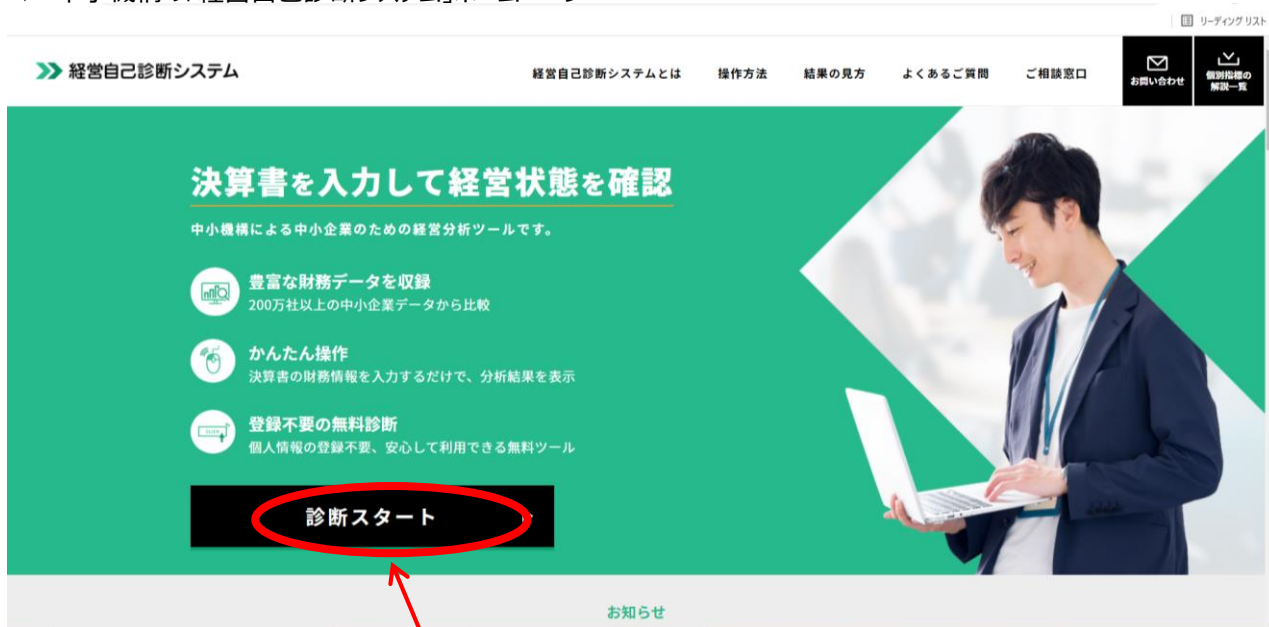 リーディング リスト
経営自己診断システム
経営自己診断システムとは 操作方法 結果の見方 よくあるご質問 ご相談窓口
お問い合わせ
個別指標の
解説一覧
決算書を入力して経営状態を確認
中小機構による中小企業のための経営分析ツールです。
豊富な財務データを収録
200万社以上の中小企業データから比較
かんたん操作
決算書の財務情報を入力するだけで、分析結果を表示
登録不要の無料診断
個人情報の登録不要、安心して利用できる無料ツール
診断スタート
お知らせ